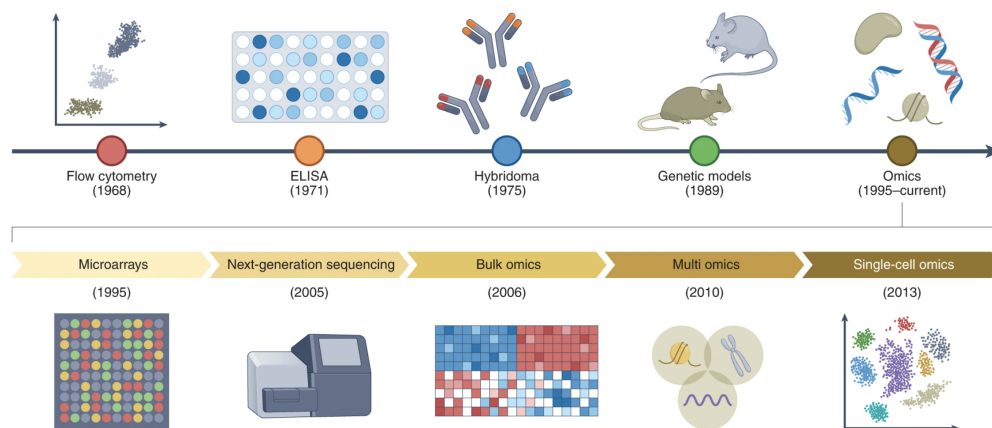 Flow cytometry
(1968)
ELISA
(1971)
Hybridoma
(1975)
Genetic models
(1989)
Omics
(1995–current)
Microarrays
Next-generation sequencing
Bulk omics
Multi omics
Single-cell omics
(1995)
(2005)
(2006)
(2010)
(2013)